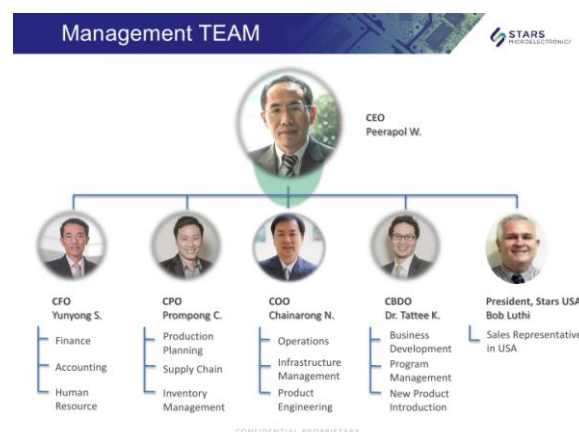 Management TEAM
STARS
MICROELECTRONICS
CEO
Peerapol W.
CFO
Yunyong S.
Finance
Accounting
Human
Resource
CPO
Prompong C.
Production
Planning
Supply Chain
Inventory
Management
COO
Chainarong N.
Operations
Infrastructure
Management
Product
Engineering
CBDO
Dr. Tattee K.
Business
Development
Program
Management
New Product
Introduction
President, Stars USA
Bob Luthi
Sales Representative
in USA
CONFIDENTIAL PROPRIETARY